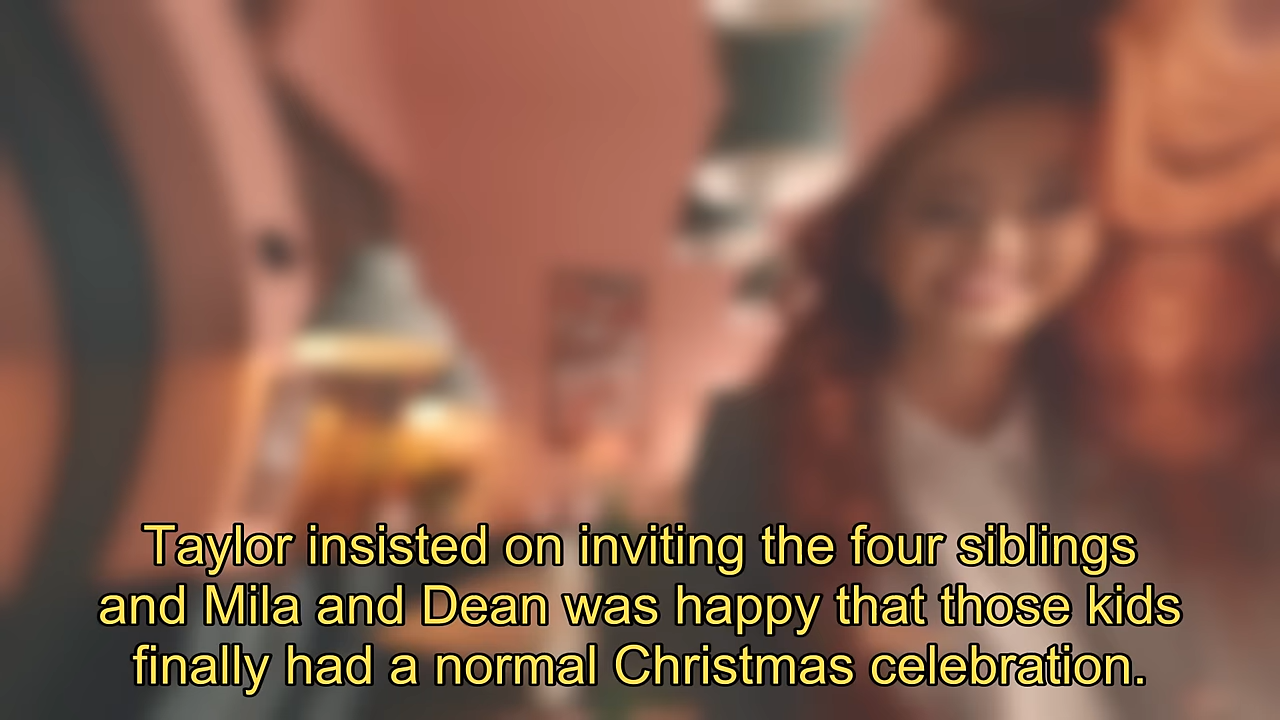 Taylor insisted on inviting the four siblings
and Mila and Dean was happy that those kids
finally had a normal Christmas celebration.